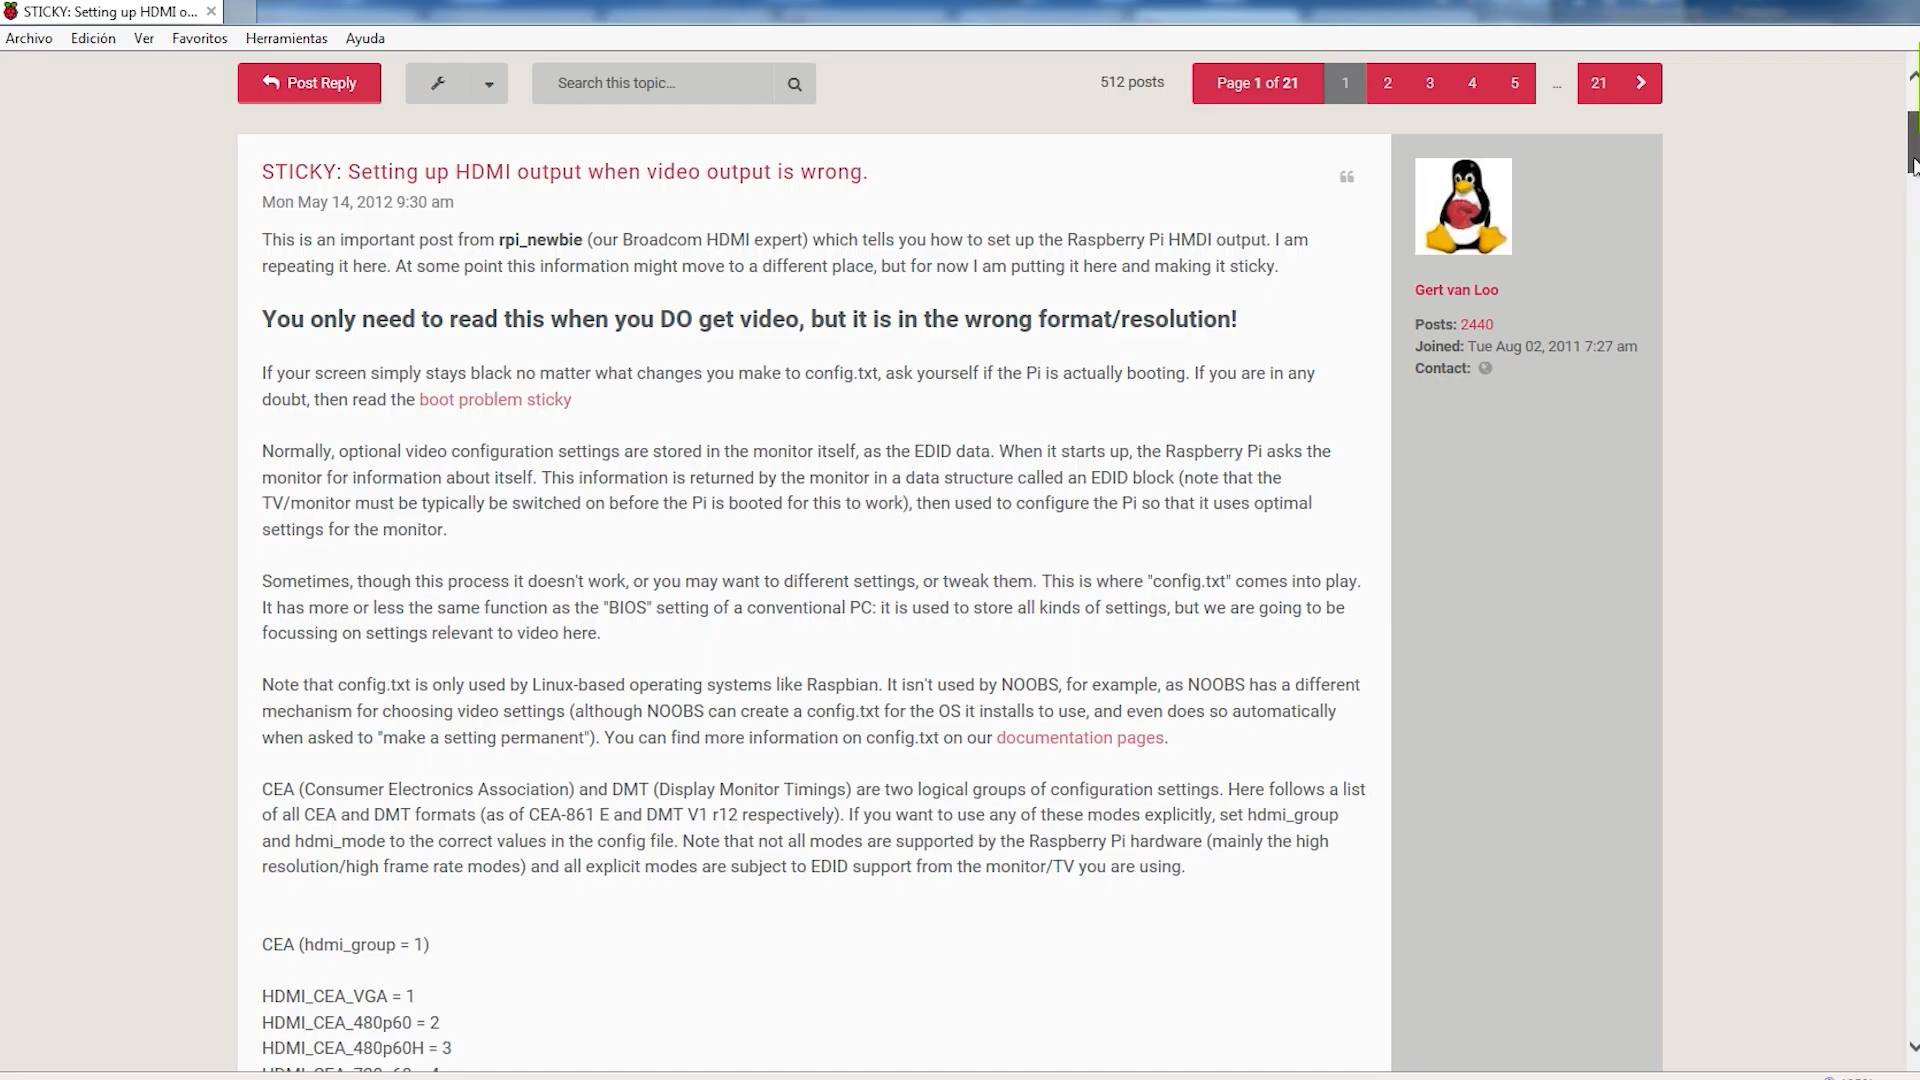 STICKY: Setting up HDMI o...
Archivo Edición Ver Favoritos Herramientas Ayuda
Post Reply
Search this topic...
512 posts
Page 1 of 21 1 2 3 4 5 ... 21
STICKY: Setting up HDMI output when video output is wrong.
Mon May 14, 2012 9:30 am
This is an important post from rpi_newbie (our Broadcom HDMI expert) which tells you how to set up the Raspberry Pi HMDI output. I am
repeating it here. At some point this information might move to a different place, but for now I am putting it here and making it sticky.
You only need to read this when you DO get video, but it is in the wrong format/resolution!
If your screen simply stays black no matter what changes you make to config.txt, ask yourself if the Pi is actually booting. If you are in any
doubt, then read the boot problem sticky
Normally, optional video configuration settings are stored in the monitor itself, as the EDID data. When it starts up, the Raspberry Pi asks the
monitor for information about itself. This information is returned by the monitor in a data structure called an EDID block (note that the
TV/monitor must be typically be switched on before the Pi is booted for this to work), then used to configure the Pi so that it uses optimal
settings for the monitor.
Sometimes, though this process it doesn't work, or you may want to different settings, or tweak them. This is where "config.txt" comes into play.
It has more or less the same function as the "BIOS" setting of a conventional PC: it is used to store all kinds of settings, but we are going to be
focussing on settings relevant to video here.
Note that config.txt is only used by Linux-based operating systems like Raspbian. It isn't used by NOOBS, for example, as NOOBS has a different
mechanism for choosing video settings (although NOOBS can create a config.txt for the OS it installs to use, and even does so automatically
when asked to "make a setting permanent"). You can find more information on config.txt on our documentation pages.
CEA (Consumer Electronics Association) and DMT (Display Monitor Timings) are two logical groups of configuration settings. Here follows a list
of all CEA and DMT formats (as of CEA-861 E and DMT V1 r12 respectively). If you want to use any of these modes explicitly, set hdmi_group
and hdmi_mode to the correct values in the config file. Note that not all modes are supported by the Raspberry Pi hardware (mainly the high
resolution/high frame rate modes) and all explicit modes are subject to EDID support from the monitor/TV you are using.
CEA (hdmi_group = 1)
HDMI_CEA_VGA = 1
HDMI_CEA_480p60 = 2
HDMI_CEA_480p60H = 3
Gert van Loo
Posts: 2440
Joined: Tue Aug 02, 2011 7:27 am
Contact: